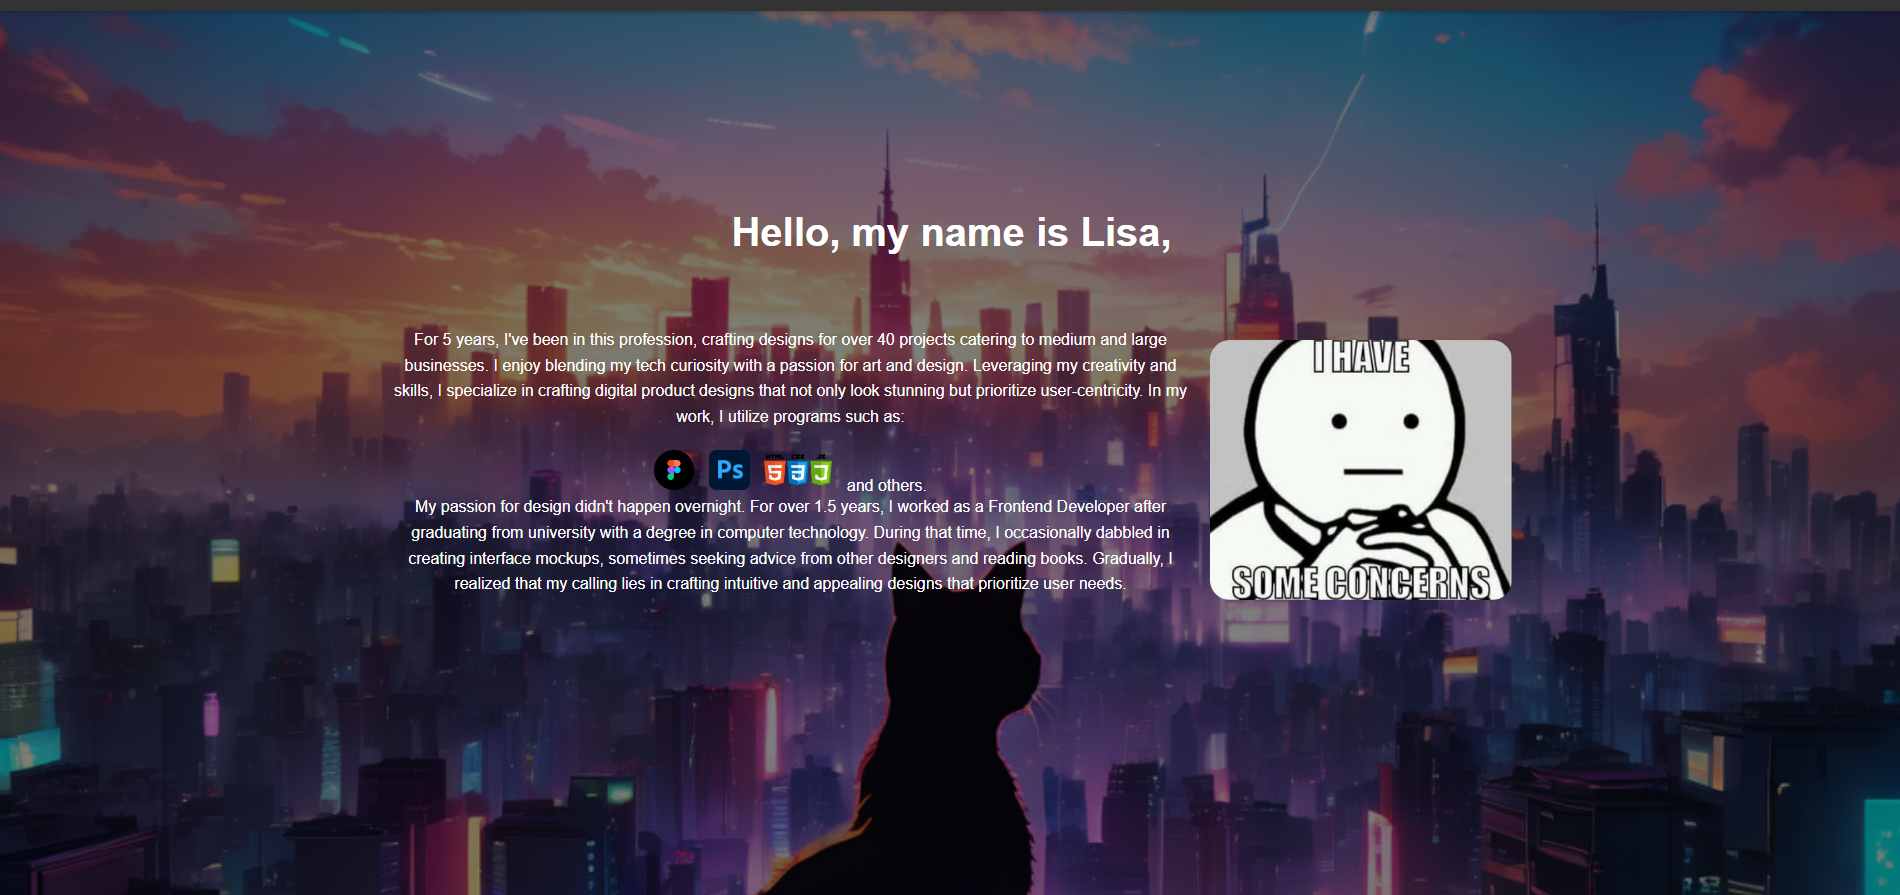 Hello, my name is Lisa,
For 5 years, I've been in this profession, crafting designs for over 40 projects catering to medium and large
businesses. I enjoy blending my tech curiosity with a passion for art and design. Leveraging my creativity and
skills, I specialize in crafting digital product designs that not only look stunning but prioritize user-centricity. In my
work, I utilize programs such as:
Ps HTML CSS JS and others.
My passion for design didn't happen overnight. For over 1.5 years, I worked as a Frontend Developer after
graduating from university with a degree in computer technology. During that time, I occasionally dabbled in
creating interface mockups, sometimes seeking advice from other designers and reading books. Gradually, I
realized that my calling lies in crafting intuitive and appealing designs that prioritize user needs.
I HAVE
SOME CONCERNS